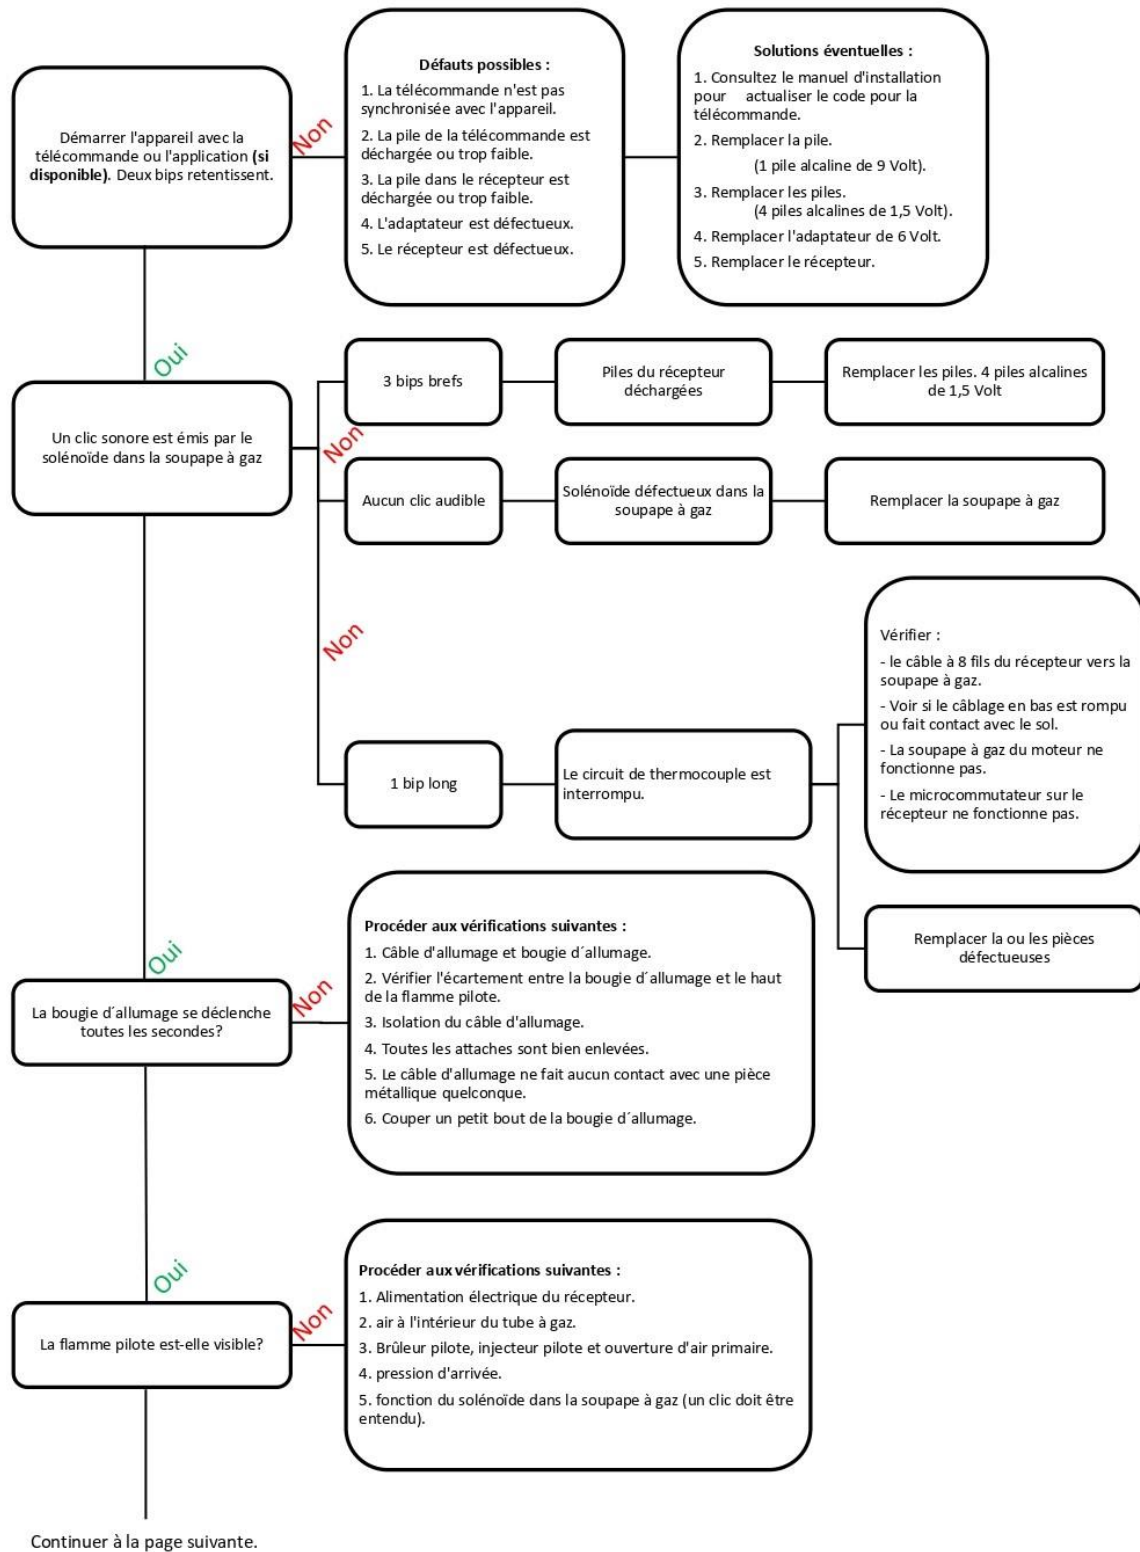 Démarrer l'appareil avec la
télécommande ou l'application (si
disponible). Deux bips retentissent.
Non
Défauts possibles :
1. La télécommande n'est pas
synchronisée avec l'appareil.
2. La pile de la télécommande est
déchargée ou trop faible.
3. La pile dans le récepteur est
déchargée ou trop faible.
4. L'adaptateur est défectueux.
5. Le récepteur est défectueux.
Solutions éventuelles :
1. Consultez le manuel d'installation
pour actualiser le code pour la
télécommande.
2. Remplacer la pile.
(1 pile alcaline de 9 Volt).
3. Remplacer les piles.
(4 piles alcalines de 1,5 Volt).
4. Remplacer l'adaptateur de 6 Volt.
5. Remplacer le récepteur.
Oui
Un clic sonore est émis par le
solénoïde dans la soupape à gaz
3 bips brefs
Piles du récepteur
déchargées
Remplacer les piles. 4 piles alcalines
de 1,5 Volt
Non
Aucun clic audible
Solénoïde défectueux dans la
soupape à gaz
Remplacer la soupape à gaz
Non
1 bip long
Le circuit de thermocouple est
interrompu.
Vérifier :
- le câble à 8 fils du récepteur vers la
soupape à gaz.
- Voir si le câblage en bas est rompu
ou fait contact avec le sol.
- La soupape à gaz du moteur ne
fonctionne pas.
- Le microcommutateur sur le
récepteur ne fonctionne pas.
Remplacer la ou les pièces
défectueuses
Oui
La bougie d´allumage se déclenche
toutes les secondes?
Non
Procéder aux vérifications suivantes :
1. Câble d'allumage et bougie d´allumage.
2. Vérifier l'écartement entre la bougie d´allumage et le haut
de la flamme pilote.
3. Isolation du câble d'allumage.
4. Toutes les attaches sont bien enlevées.
5. Le câble d'allumage ne fait aucun contact avec une pièce
métallique quelconque.
6. Couper un petit bout de la bougie d´allumage.
Oui
La flamme pilote est-elle visible?
Non
Procéder aux vérifications suivantes :
1. Alimentation électrique du récepteur.
2. air à l'intérieur du tube à gaz.
3. Brûleur pilote, injecteur pilote et ouverture d'air primaire.
4. pression d'arrivée.
5. fonction du solénoïde dans la soupape à gaz (un clic doit être
entendu).
Continuer à la page suivante.